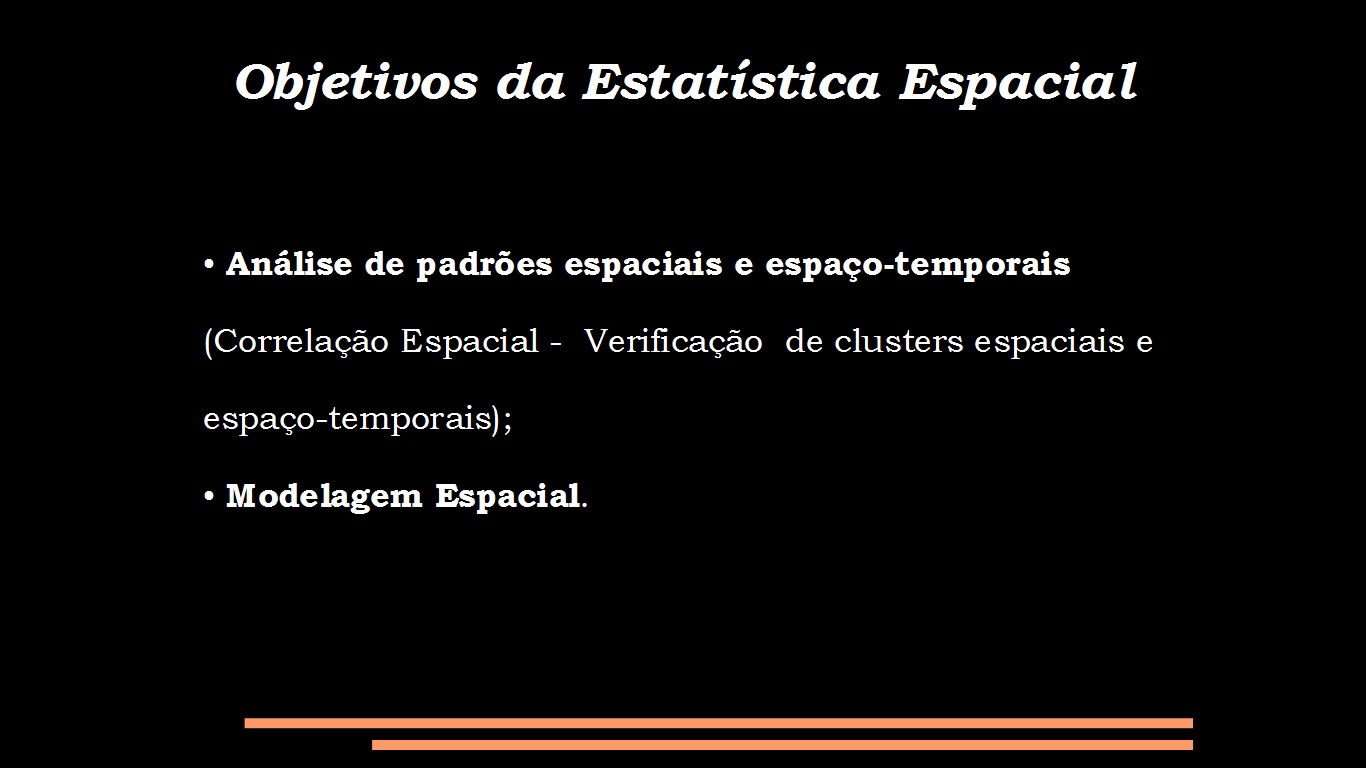 Objetivos da Estatística Espacial
• Análise de padrões espaciais e espaço-temporais
(Correlação Espacial - Verificação de clusters espaciais e
espaço-temporais);
• Modelagem Espacial.